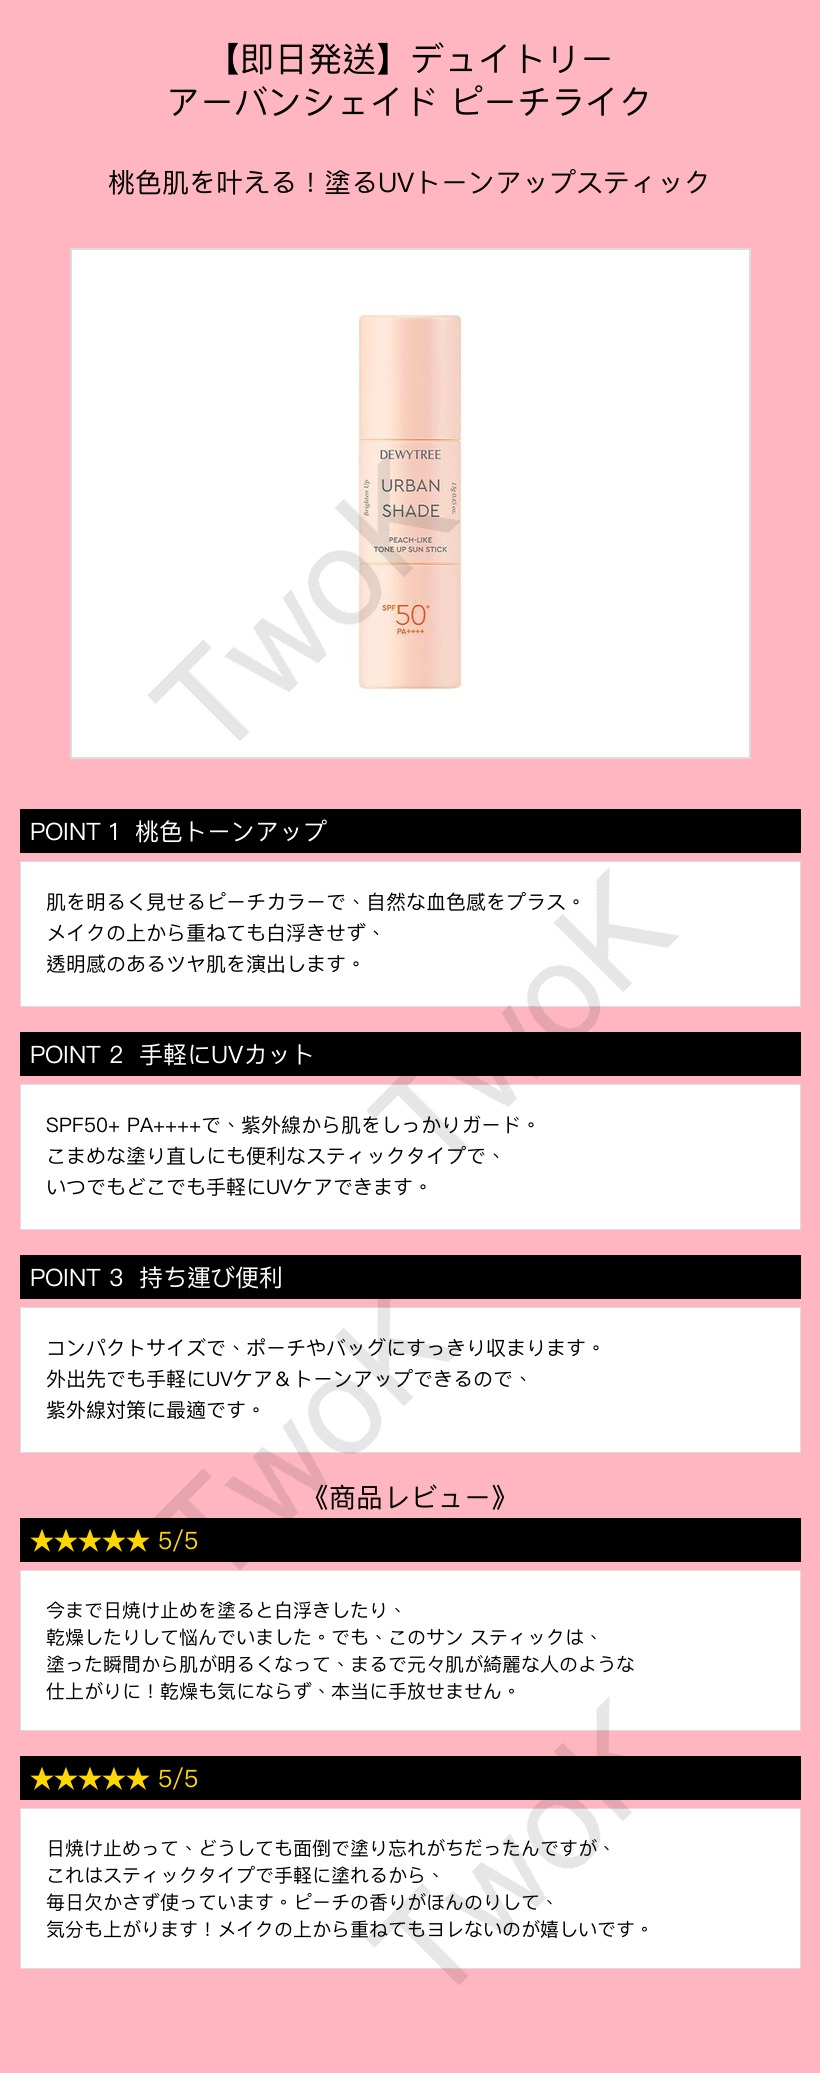 【即日発送】デュイトリー
アーバンシェイド ピーチライク
桃色肌を叶える！塗るUVトーンアップスティック
DEWYTREE
URBAN
SHADE
Brighten Up
13g 0.45 oz.
PEACH-LIKE
TONE UP SUN STICK
SPF50+
PA++++
TwoK
POINT 1 桃色トーンアップ
肌を明るく見せるピーチカラーで、自然な血色感をプラス。
メイクの上から重ねても白浮きせず、
透明感のあるツヤ肌を演出します。
TwoK
POINT 2 手軽にUVカット
SPF50+ PA++++で、紫外線から肌をしっかりガード。
こまめな塗り直しにも便利なスティックタイプで、
いつでもどこでも手軽にUVケアできます。
POINT 3 持ち運び便利
コンパクトサイズで、ポーチやバッグにすっきり収まります。
外出先でも手軽にUVケア＆トーンアップできるので、
紫外線対策に最適です。
TwoK
《商品レビュー》
★★★★★ 5/5
今まで日焼け止めを塗ると白浮きしたり、
乾燥したりして悩んでいました。でも、このサン スティックは、
塗った瞬間から肌が明るくなって、まるで元々肌が綺麗な人のような
仕上がりに！乾燥も気にならず、本当に手放せません。
★★★★★ 5/5
日焼け止めって、どうしても面倒で塗り忘れがちだったんですが、
これはスティックタイプで手軽に塗れるから、
毎日欠かさず使っています。ピーチの香りがほんのりして、
気分も上がります！メイクの上から重ねてもヨレないのが嬉しいです。
TwoK